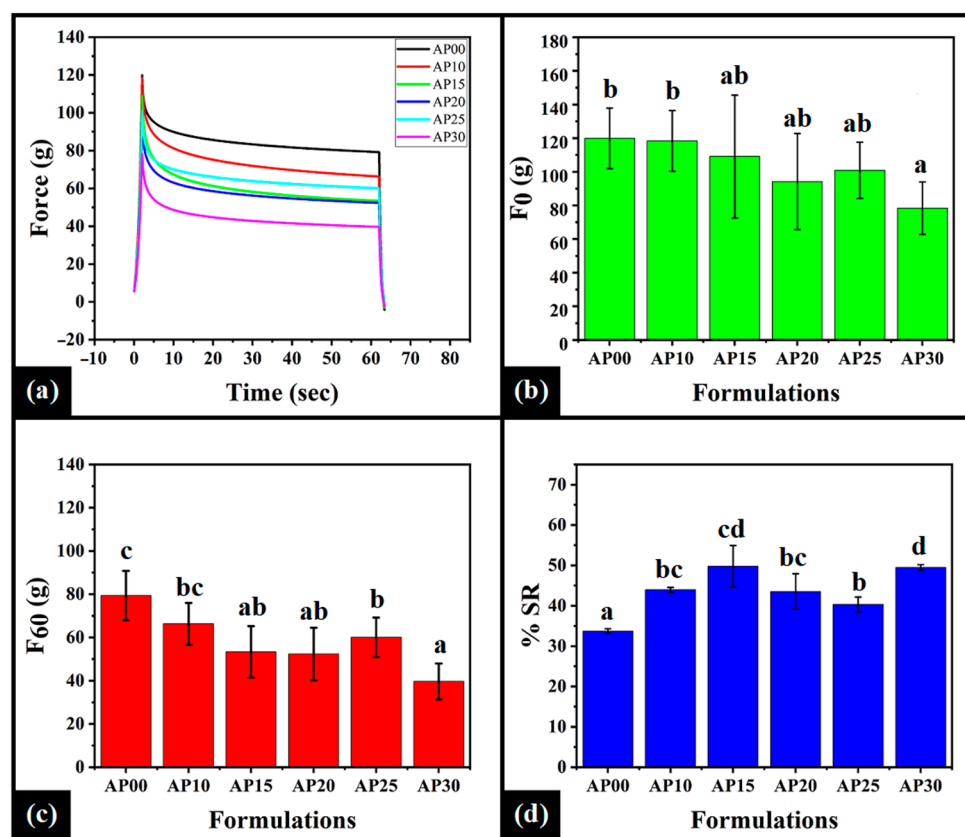 140
120
100
80
60
40
20
0
−20
−10 0 10 20 30 40 50 60 70 80
Force (g)
Time (sec)
AP00
AP10
AP15
AP20
AP25
AP30
(a)
180
160
140
120
100
80
60
40
20
0
F0 (g)
b b ab ab ab a
AP00 AP10 AP15 AP20 AP25 AP30
Formulations
(b)
140
120
100
80
60
40
20
0
F60 (g)
c bc ab ab b a
AP00 AP10 AP15 AP20 AP25 AP30
Formulations
(c)
70
60
50
40
30
20
10
0
% SR
a bc cd bc b d
AP00 AP10 AP15 AP20 AP25 AP30
Formulations
(d)